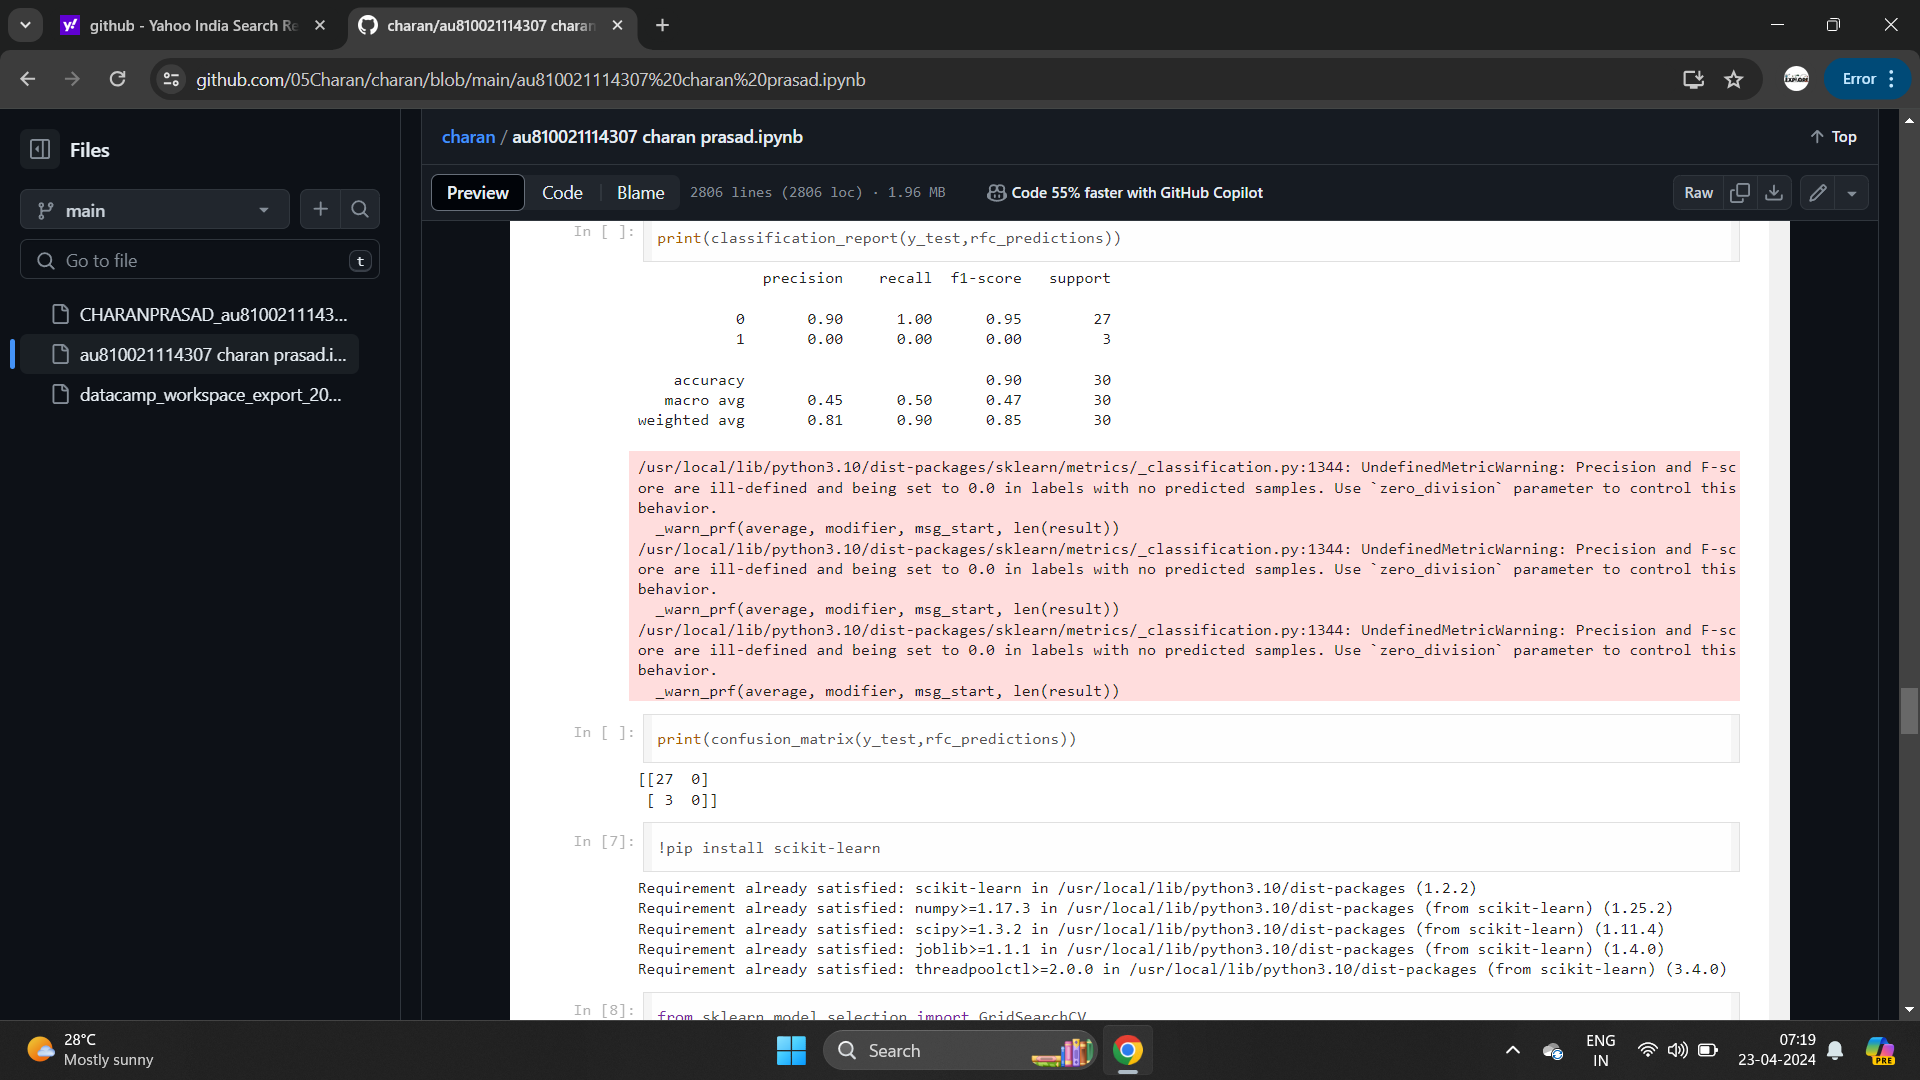 github - Yahoo India Search Re
charan/au810021114307 charan
github.com/05Charan/charan/blob/main/au810021114307%20charan%20prasad.ipynb
Error
Files
main
Go to file
t
CHARANPRASAD_au8100211143...
au810021114307 charan prasad.i...
datacamp_workspace_export_20...
charan / au810021114307 charan prasad.ipynb
Top
Preview Code Blame 2806 lines (2806 loc) · 1.96 MB Code 55% faster with GitHub Copilot Raw
In [ ]: print(classification_report(y_test,rfc_predictions))
precision recall f1-score support
0 0.90 1.00 0.95 27
1 0.00 0.00 0.00 3
accuracy 0.90 30
macro avg 0.45 0.50 0.47 30
weighted avg 0.81 0.90 0.85 30
/usr/local/lib/python3.10/dist-packages/sklearn/metrics/_classification.py:1344: UndefinedMetricWarning: Precision and F-sc
ore are ill-defined and being set to 0.0 in labels with no predicted samples. Use `zero_division` parameter to control this
behavior.
_warn_prf(average, modifier, msg_start, len(result))
/usr/local/lib/python3.10/dist-packages/sklearn/metrics/_classification.py:1344: UndefinedMetricWarning: Precision and F-sc
ore are ill-defined and being set to 0.0 in labels with no predicted samples. Use `zero_division` parameter to control this
behavior.
_warn_prf(average, modifier, msg_start, len(result))
/usr/local/lib/python3.10/dist-packages/sklearn/metrics/_classification.py:1344: UndefinedMetricWarning: Precision and F-sc
ore are ill-defined and being set to 0.0 in labels with no predicted samples. Use `zero_division` parameter to control this
behavior.
_warn_prf(average, modifier, msg_start, len(result))
In [ ]: print(confusion_matrix(y_test,rfc_predictions))
[[27 0]
[ 3 0]]
In [7]: !pip install scikit-learn
Requirement already satisfied: scikit-learn in /usr/local/lib/python3.10/dist-packages (1.2.2)
Requirement already satisfied: numpy>=1.17.3 in /usr/local/lib/python3.10/dist-packages (from scikit-learn) (1.25.2)
Requirement already satisfied: scipy>=1.3.2 in /usr/local/lib/python3.10/dist-packages (from scikit-learn) (1.11.4)
Requirement already satisfied: joblib>=1.1.1 in /usr/local/lib/python3.10/dist-packages (from scikit-learn) (1.4.0)
Requirement already satisfied: threadpoolctl>=2.0.0 in /usr/local/lib/python3.10/dist-packages (from scikit-learn) (3.4.0)
In [8]: from sklearn.model_selection import GridSearchCV
28°C
Mostly sunny
Search
ENG
IN
07:19
23-04-2024
PRE